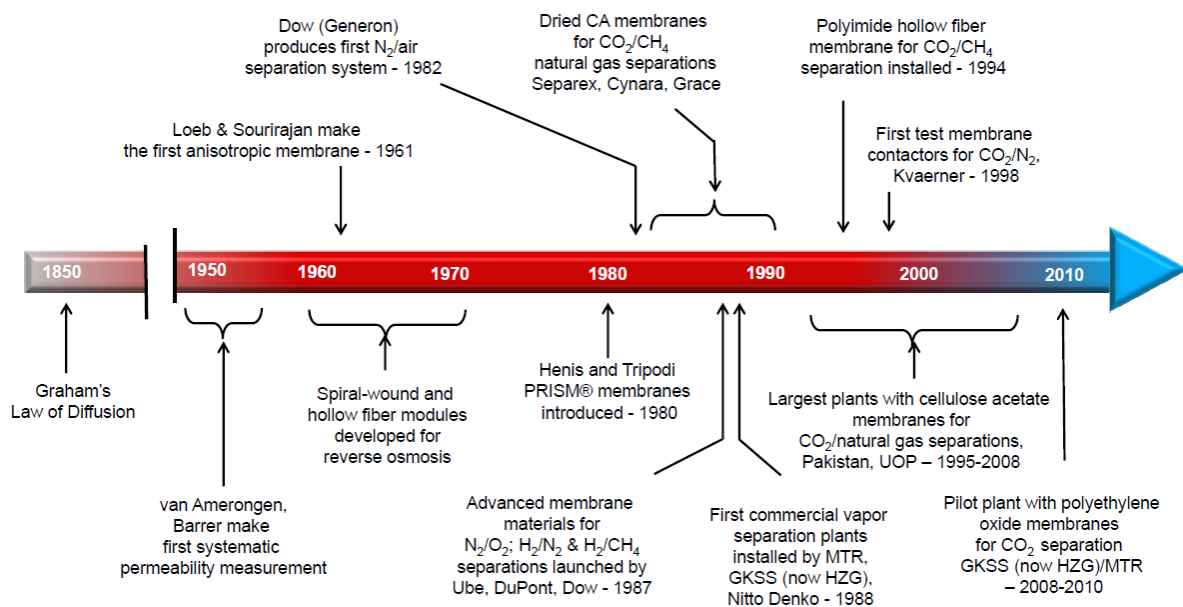 Dow (Generon)
produces first N₂/air
separation system - 1982
Dried CA membranes
for CO₂/CH₄
natural gas separations
Separex, Cynara, Grace
Polyimide hollow fiber
membrane for CO₂/CH₄
separation installed - 1994
Loeb & Sourirajan make
the first anisotropic membrane - 1961
First test membrane
contactors for CO₂/N₂,
Kvaerner - 1998
1850
1950
1960
1970
1980
1990
2000
2010
Graham's
Law of Diffusion
Spiral-wound and
hollow fiber modules
developed for
reverse osmosis
Henis and Tripodi
PRISM® membranes
introduced - 1980
Largest plants with cellulose acetate
membranes for
CO₂/natural gas separations,
Pakistan, UOP – 1995-2008
van Amerongen,
Barrer make
first systematic
permeability measurement
Advanced membrane
materials for
N₂/O₂; H₂/N₂ & H₂/CH₄
separations launched by
Ube, DuPont, Dow - 1987
First commercial vapor
separation plants
installed by MTR,
GKSS (now HZG),
Nitto Denko - 1988
Pilot plant with polyethylene
oxide membranes
for CO₂ separation
GKSS (now HZG)/MTR
– 2008-2010